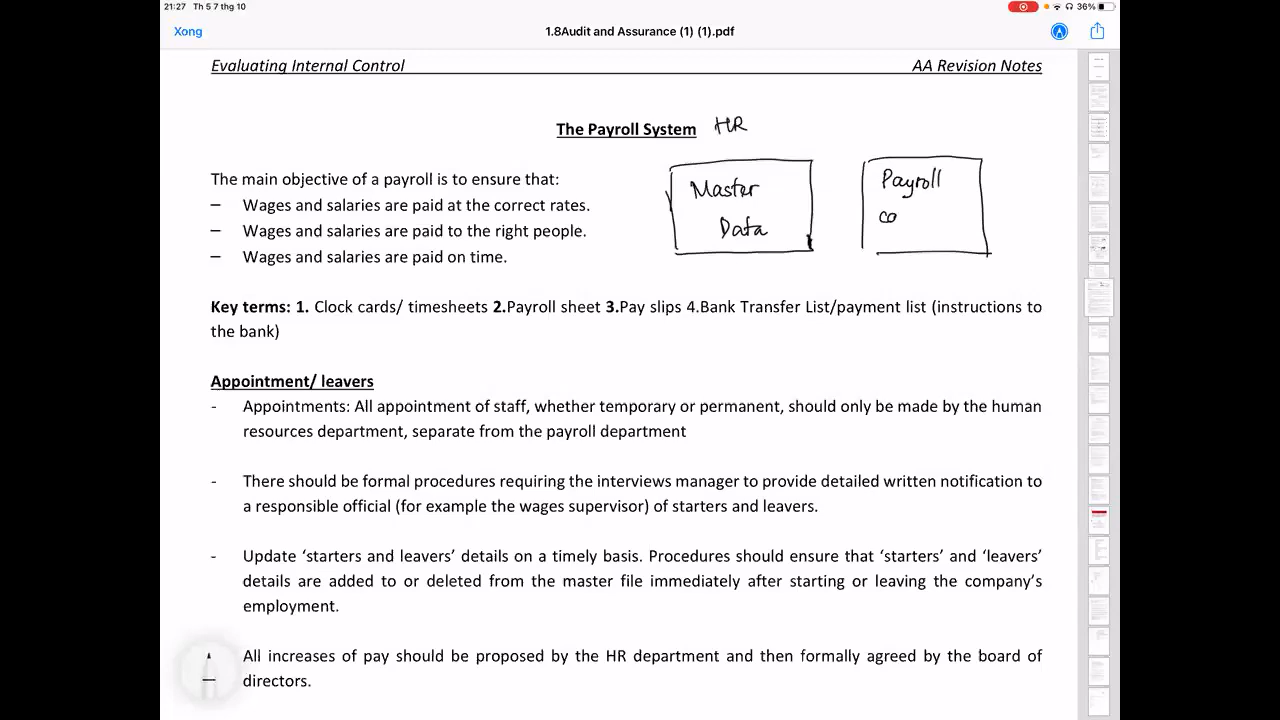 21:27 Th 5 7 thg 10
36%
Xong
1.8Audit and Assurance (1) (1).pdf
Evaluating Internal Control AA Revision Notes
The Payroll System HR
The main objective of a payroll is to ensure that:
– Wages and salaries are paid at the correct rates.
– Wages and salaries are paid to the right people.
– Wages and salaries are paid on time.
Master
Data
Payroll
co
Key terms: 1. Clock card/timesheet 2.Payroll sheet 3.Pay slips 4.Bank Transfer List/payment list (instructions to
the bank)
Appointment/ leavers
- Appointments: All appointment of staff, whether temporary or permanent, should only be made by the human
resource department, separate from the payroll department
- There should be formal procedures requiring the interviews manager to provide detailed written notification to
a responsible official(for example the wages supervisor)of starters and leavers.
- Update ‘starters and leavers’ details on a timely basis. Procedures should ensure that ‘starters’ and ‘leavers’
details are added to or deleted from the master file immediately after starting or leaving the company’s
employment.
All increases of pay should be proposed by the HR department and then formally agreed by the board of
directors.